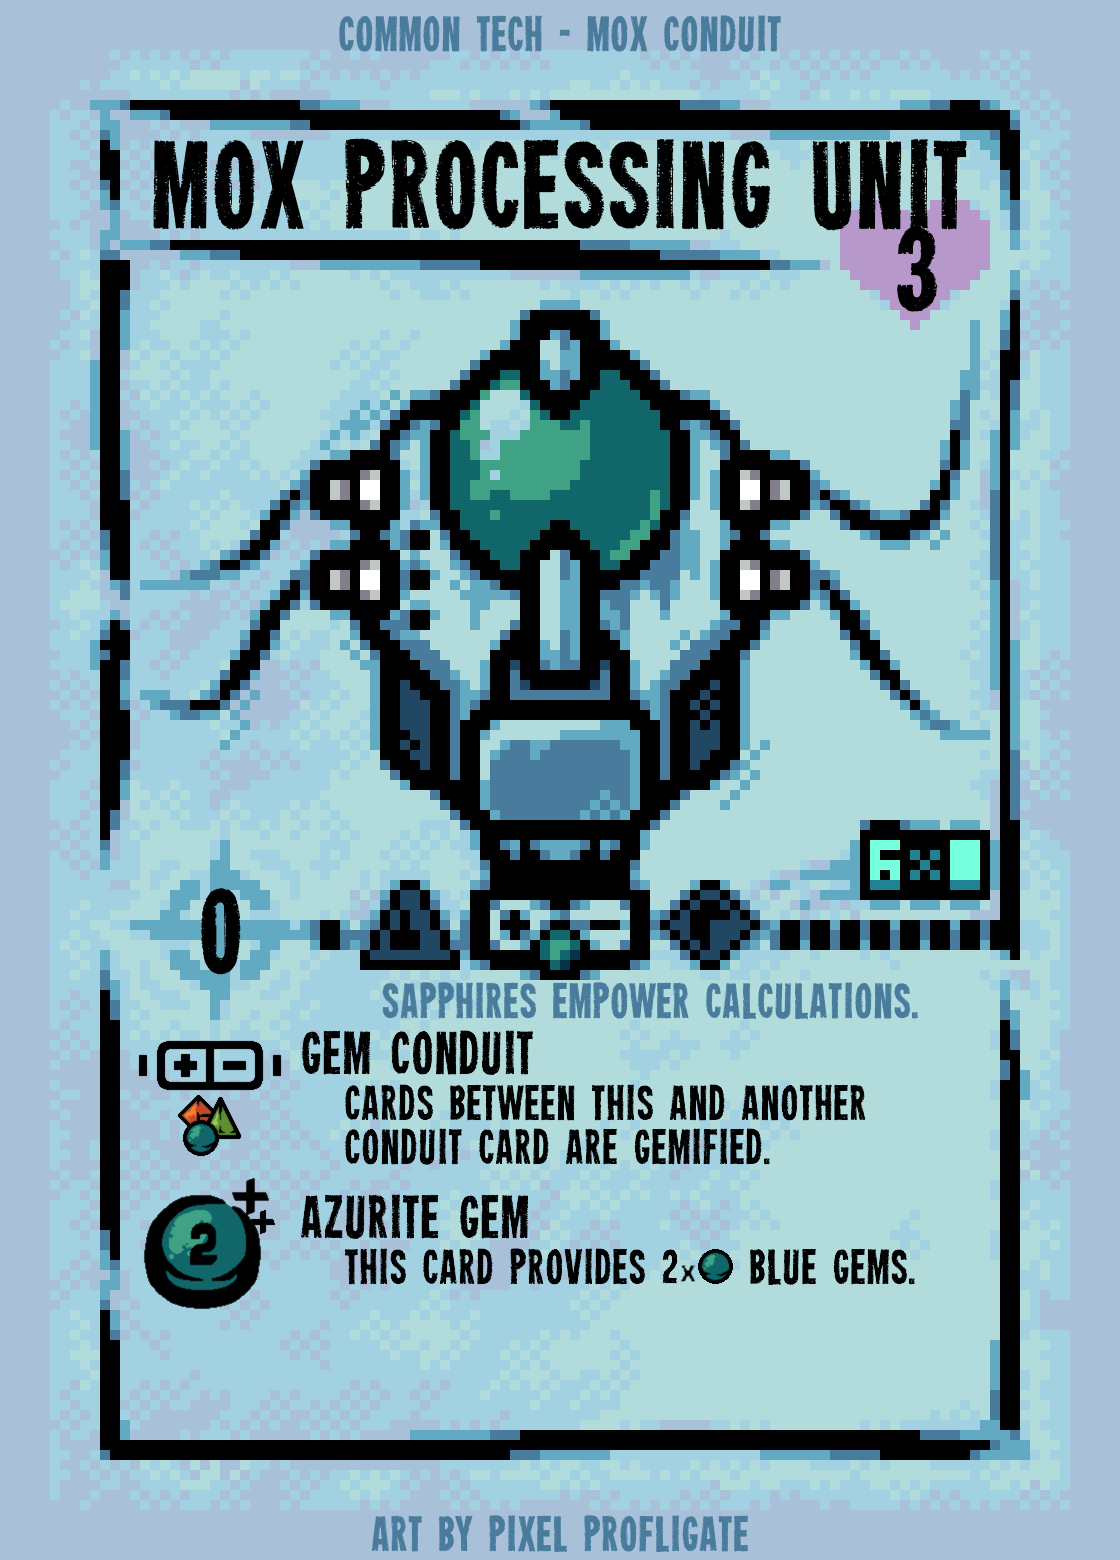 COMMON TECH - MOX CONDUIT
MOX PROCESSING UNIT
3
6x
0
SAPPHIRES EMPOWER CALCULATIONS.
GEM CONDUIT
CARDS BETWEEN THIS AND ANOTHER
CONDUIT CARD ARE GEMIFIED.
2
AZURITE GEM
THIS CARD PROVIDES 2x BLUE GEMS.
ART BY PIXEL PROFLIGATE